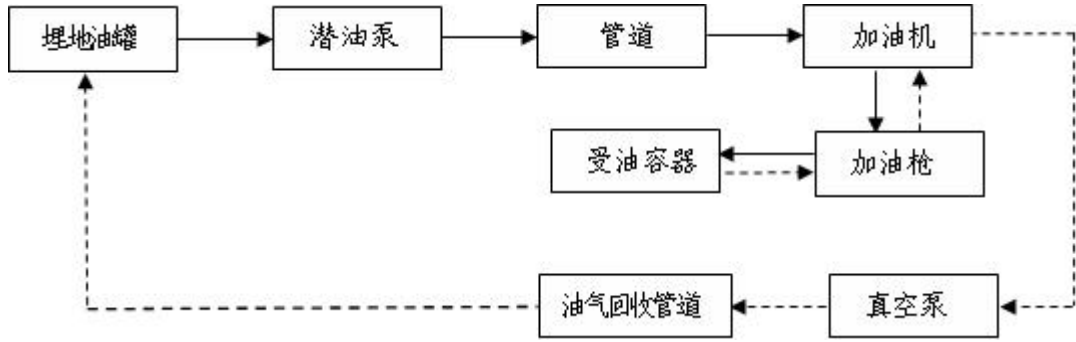 埋地油罐
潜油泵
管道
加油机
受油容器
加油枪
油气回收管道
真空泵